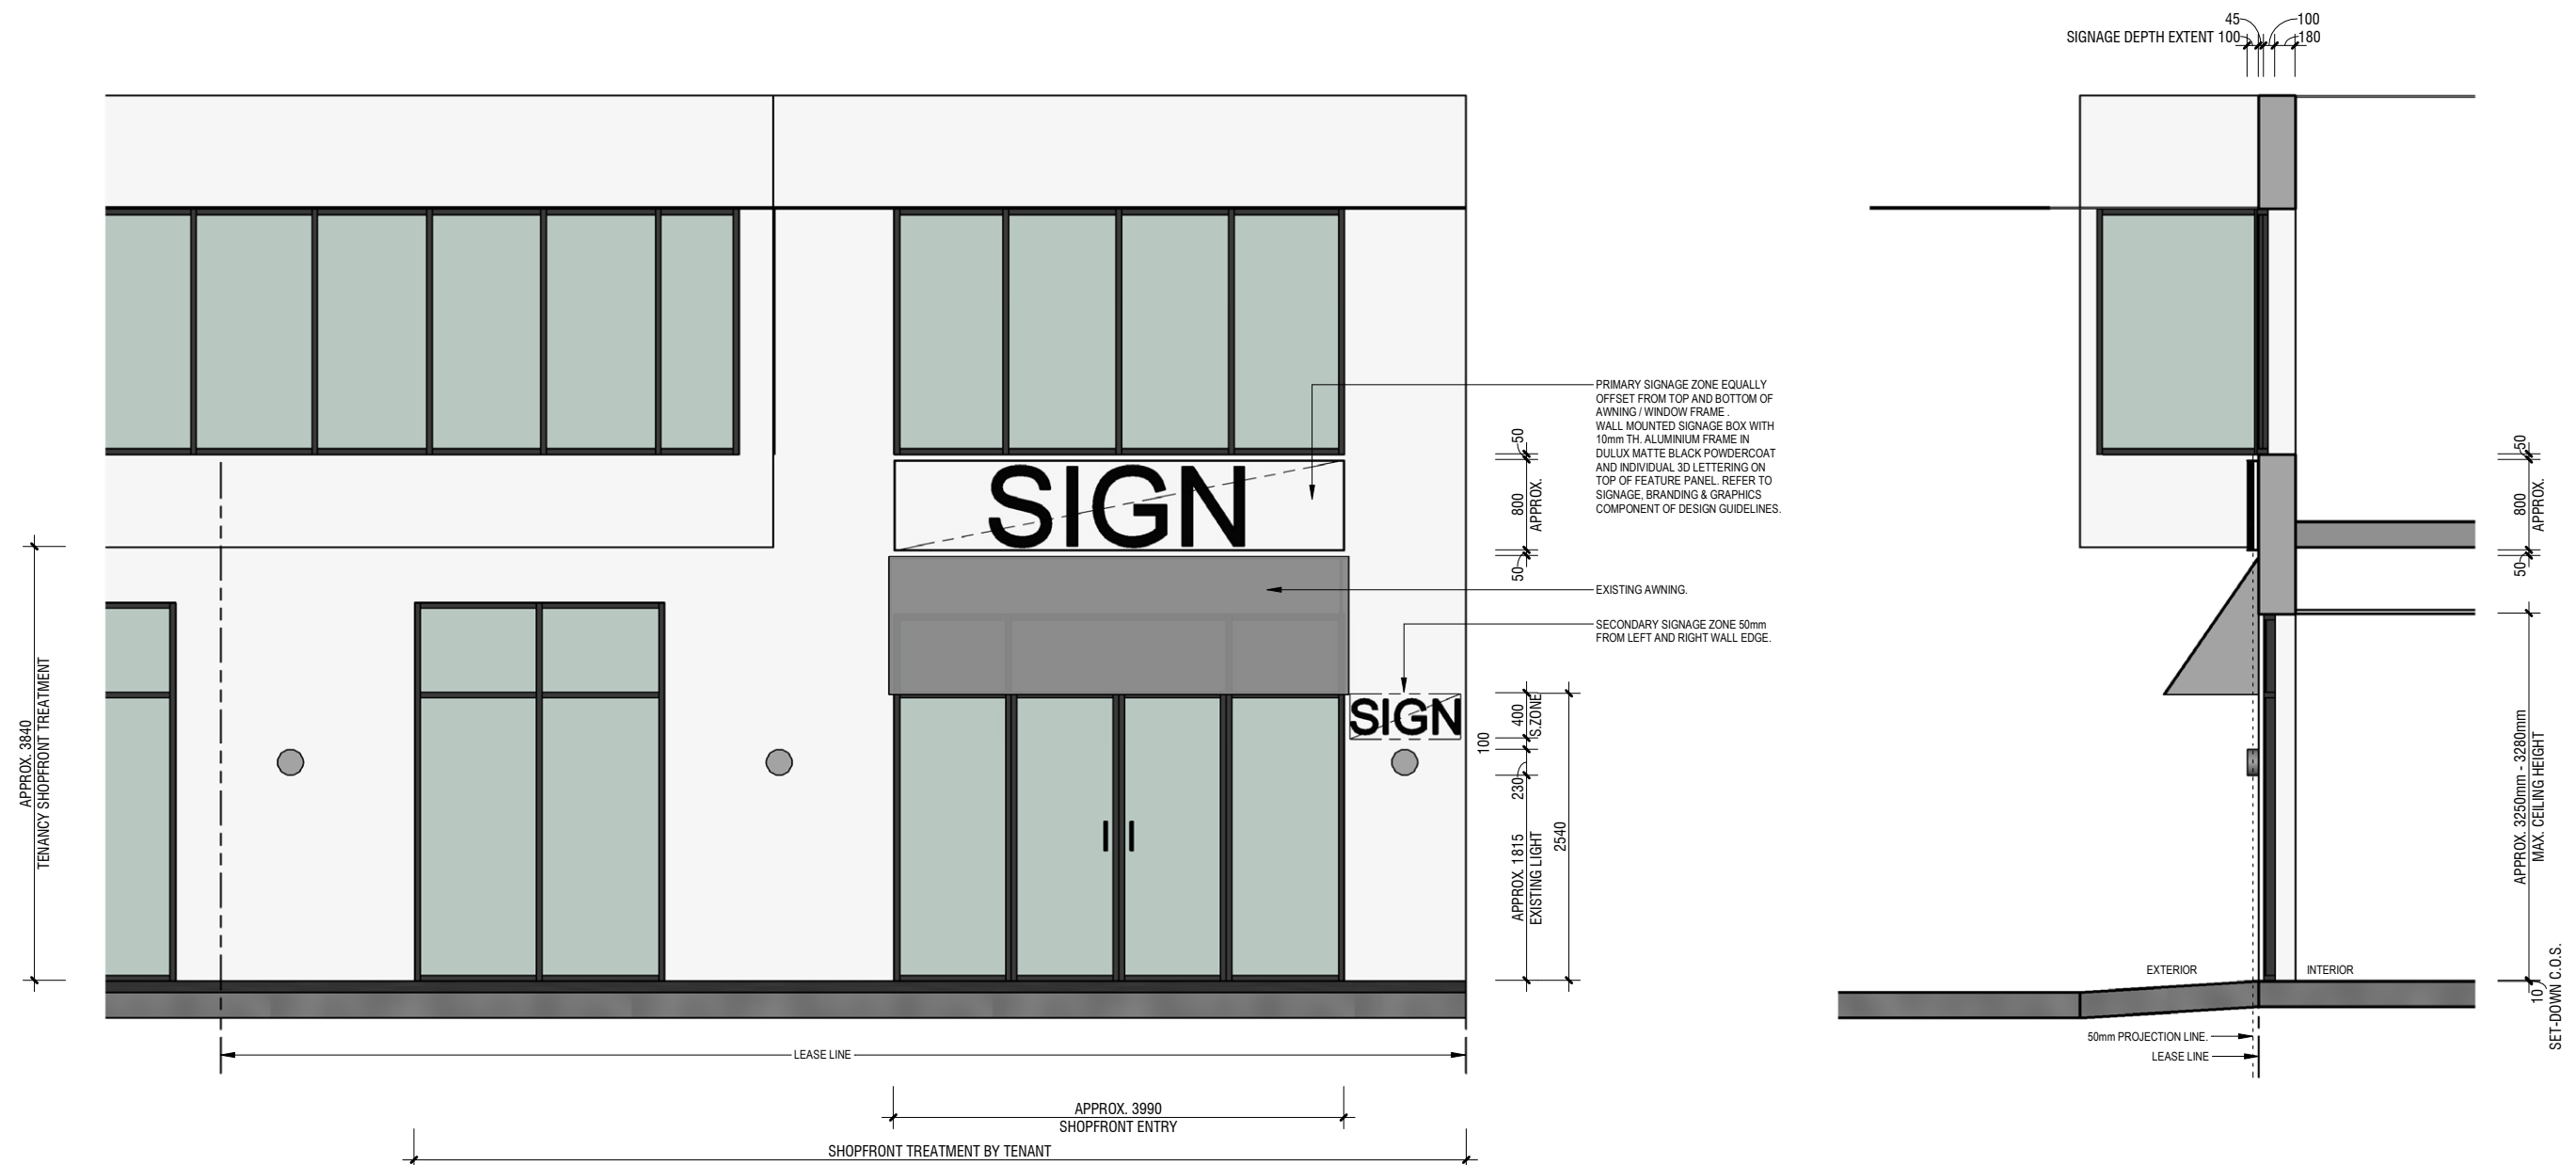 45
100
SIGNAGE DEPTH EXTENT 100
180
PRIMARY SIGNAGE ZONE EQUALLY
OFFSET FROM TOP AND BOTTOM OF
AWNING / WINDOW FRAME .
WALL MOUNTED SIGNAGE BOX WITH
10mm TH. ALUMINIUM FRAME IN
DULUX MATTE BLACK POWDERCOAT
AND INDIVIDUAL 3D LETTERING ON
TOP OF FEATURE PANEL. REFER TO
SIGNAGE, BRANDING & GRAPHICS
COMPONENT OF DESIGN GUIDELINES.
SIGN
50
800
APPROX.
50
50
800
APPROX.
50
EXISTING AWNING.
SECONDARY SIGNAGE ZONE 50mm
FROM LEFT AND RIGHT WALL EDGE.
SIGN
400
S.ZONE
100
230
APPROX. 1815
EXISTING LIGHT
2540
APPROX. 3840
TENANCY SHOPFRONT TREATMENT
APPROX. 3250mm - 3280mm
MAX. CEILING HEIGHT
EXTERIOR
INTERIOR
10
SET-DOWN C.O.S.
50mm PROJECTION LINE.
LEASE LINE
LEASE LINE
APPROX. 3990
SHOPFRONT ENTRY
SHOPFRONT TREATMENT BY TENANT